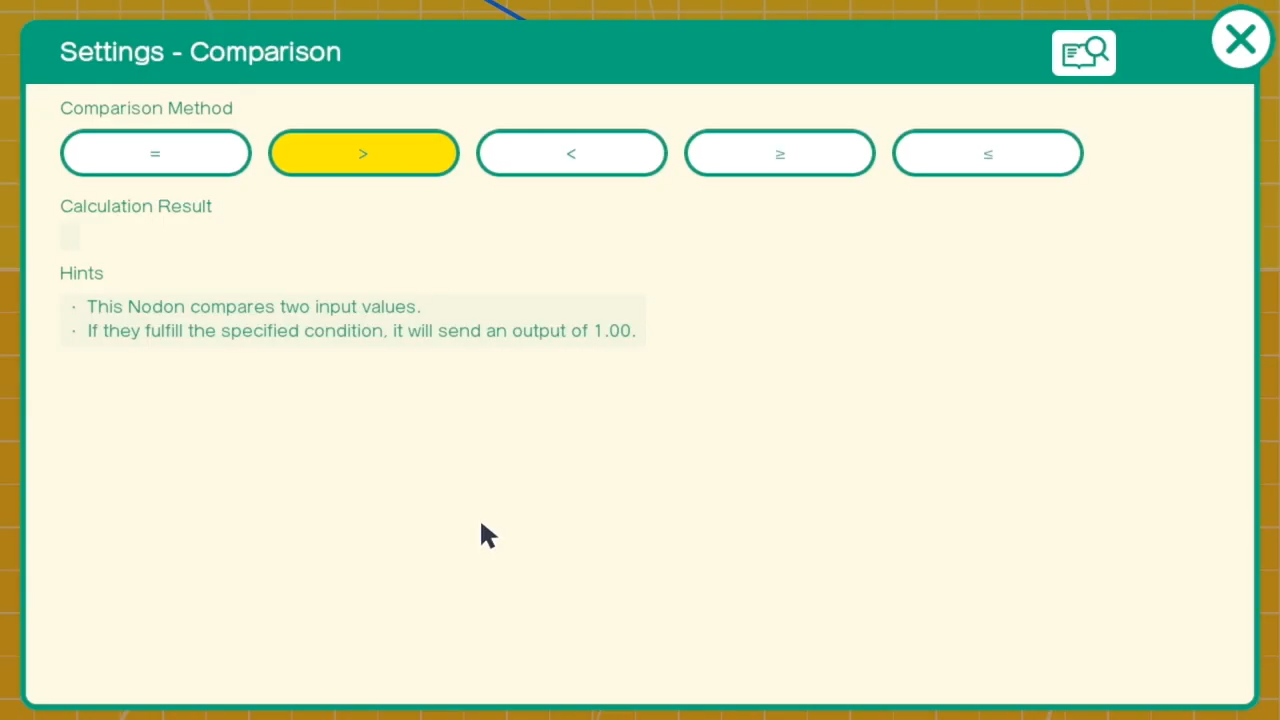 Settings - Comparison
Comparison Method
= > < ≥ ≤
Calculation Result
Hints
· This Nodon compares two input values.
· If they fulfill the specified condition, it will send an output of 1.00.